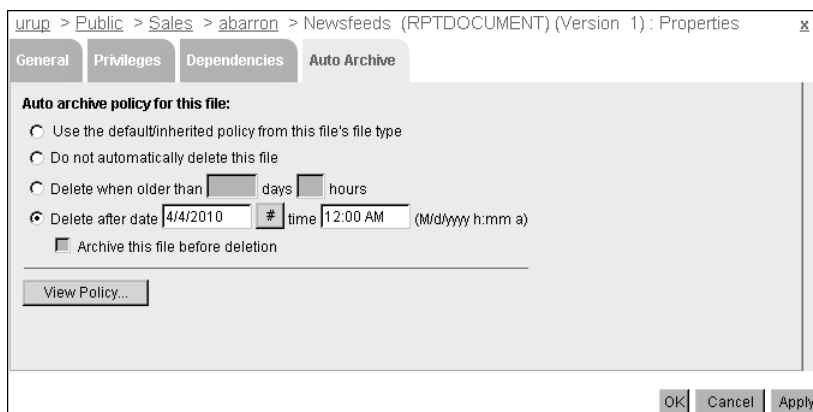 urup > Public > Sales > abarron > Newsfeeds (RPTDOCUMENT) (Version 1) : Properties x
General Privileges Dependencies Auto Archive
Auto archive policy for this file:
Use the default/inherited policy from this file's file type
Do not automatically delete this file
Delete when older than days hours
Delete after date 4/4/2010 # time 12:00 AM (M/d/yyyy h:mm a)
Archive this file before deletion
View Policy...
OK Cancel Apply